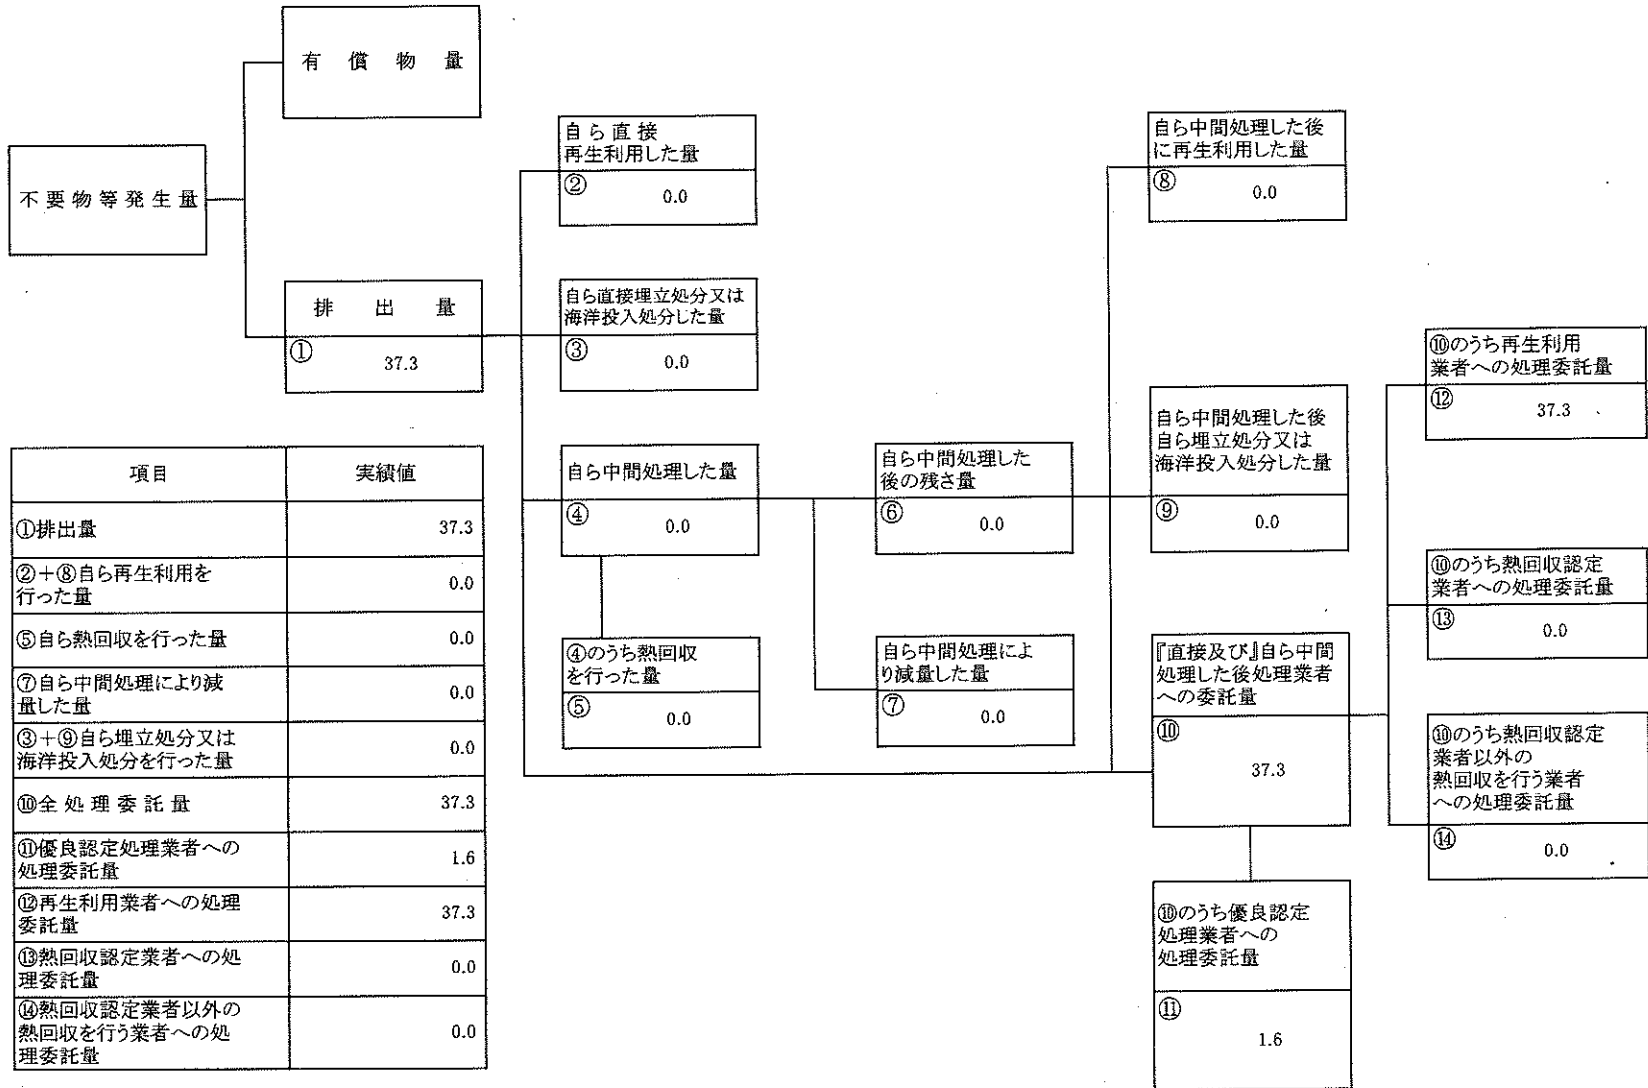 有償物量
不要物等発生量
排出量
①
37.3
自ら直接
再生利用した量
②
0.0
自ら直接埋立処分又は
海洋投入処分した量
③
0.0
自ら中間処理した量
④
0.0
④のうち熱回収
を行った量
⑤
0.0
自ら中間処理した
後の残さ量
⑥
0.0
自ら中間処理によ
り減量した量
⑦
0.0
自ら中間処理した後
に再生利用した量
⑧
0.0
自ら中間処理した後
自ら埋立処分又は
海洋投入処分した量
⑨
0.0
『直接及び』自ら中間
処理した後処理業者
への委託量
⑩
37.3
⑩のうち優良認定
処理業者への
処理委託量
⑪
1.6
⑩のうち再生利用
業者への処理委託量
⑫
37.3
⑩のうち熱回収認定
業者への処理委託量
⑬
0.0
⑩のうち熱回収認定
業者以外の
熱回収を行う業者
への処理委託量
⑭
0.0
項目 実績値
①排出量 37.3
②+⑧自ら再生利用を
行った量 0.0
⑤自ら熱回収を行った量 0.0
⑦自ら中間処理により減
量した量 0.0
③+⑨自ら埋立処分又は
海洋投入処分を行った量 0.0
⑩全処理委託量 37.3
⑪優良認定処理業者への
処理委託量 1.6
⑫再生利用業者への処理
委託量 37.3
⑬熱回収認定業者への処
理委託量 0.0
⑭熱回収認定業者以外の
熱回収を行う業者への処
理委託量 0.0